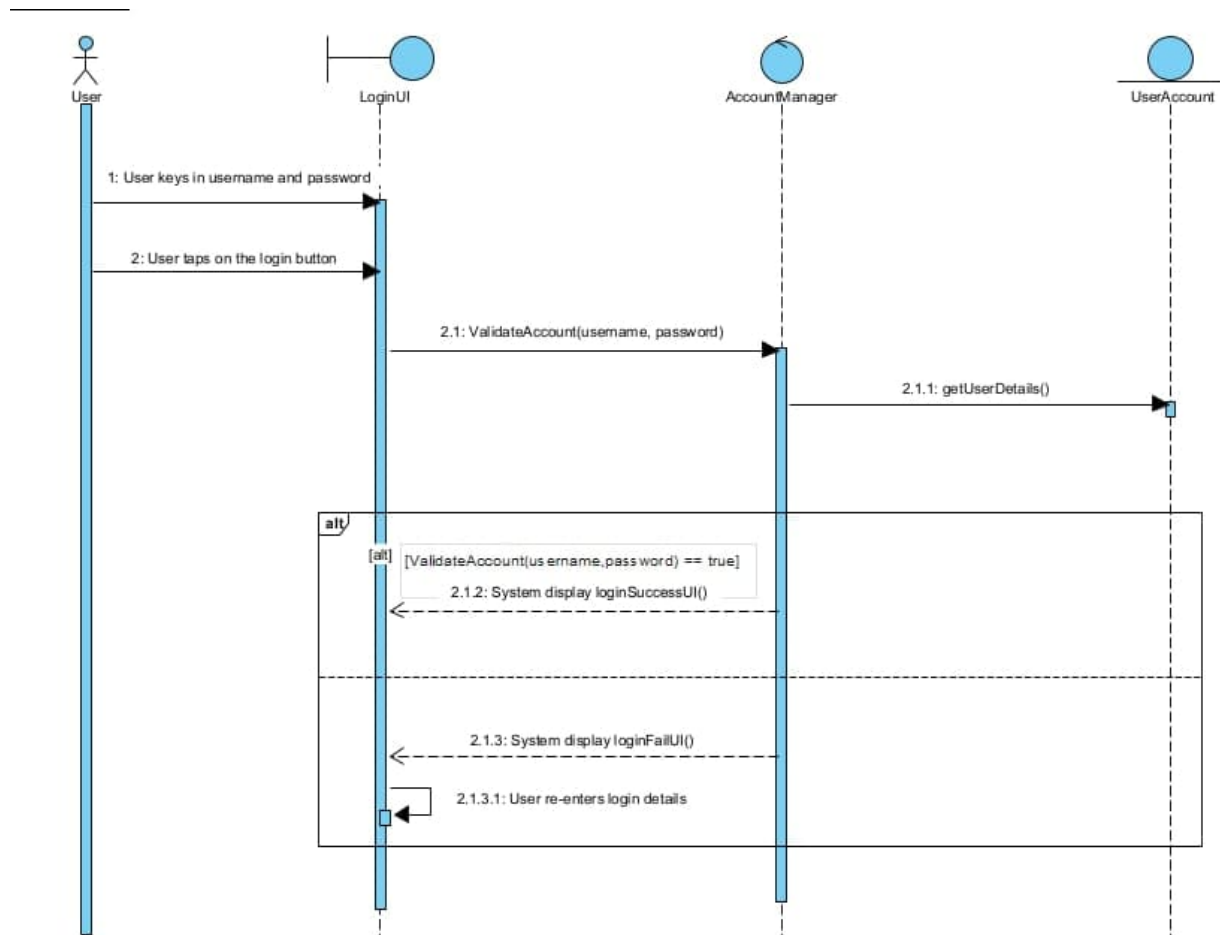 User
LoginUI
AccountManager
UserAccount
1: User keys in username and password
2: User taps on the login button
2.1: ValidateAccount(username, password)
2.1.1: getUserDetails()
alt
[alt]
[ValidateAccount(username,password) == true]
2.1.2: System display loginSuccessUI()
2.1.3: System display loginFailUI()
2.1.3.1: User re-enters login details